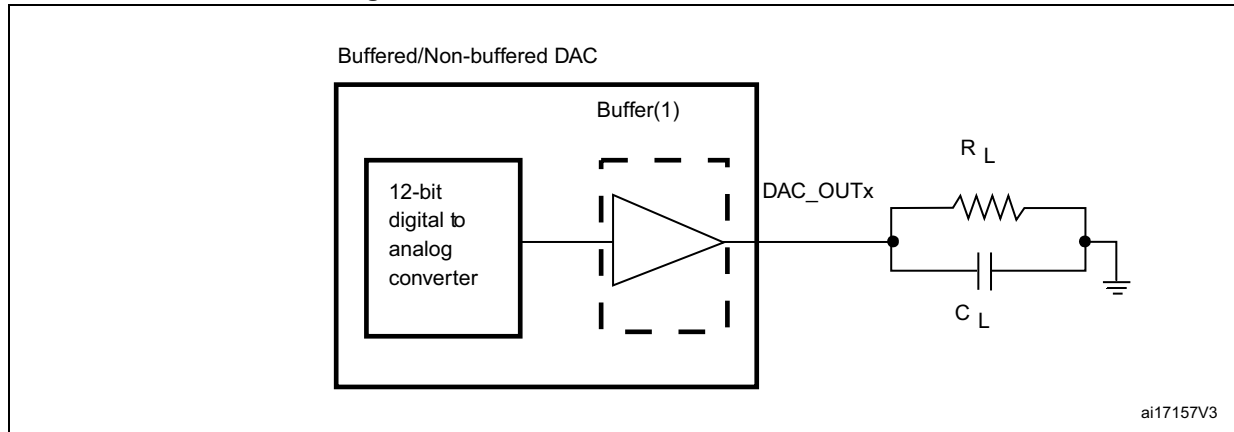 Buffered/Non-buffered DAC
Buffer(1)
12-bit
digital to
analog
converter
DAC_OUTx
R L
C L
ai17157V3